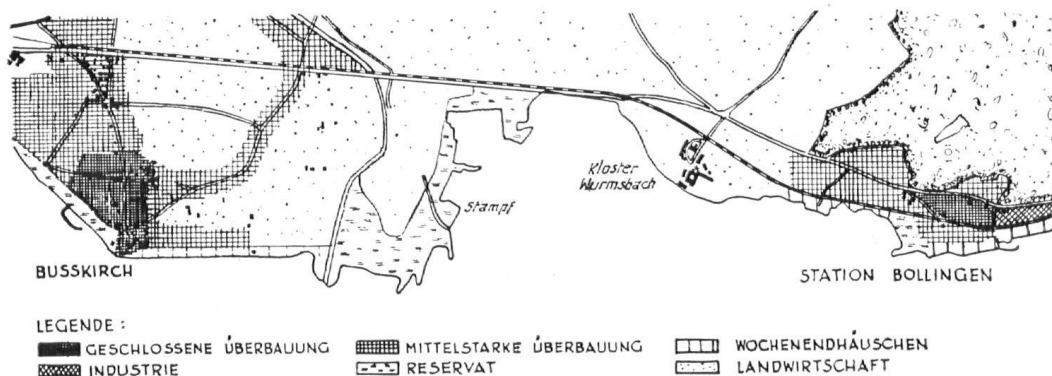 Kloster
Wurmsbach
Stampf
BUSSKIRCH
STATION BOLLINGEN
LEGENDE :
GESCHLOSSENE ÜBERBAUUNG
MITTELSTARKE ÜBERBAUUNG
WOCHENENDHÄUSCHEN
INDUSTRIE
RESERVAT
LANDWIRTSCHAFT